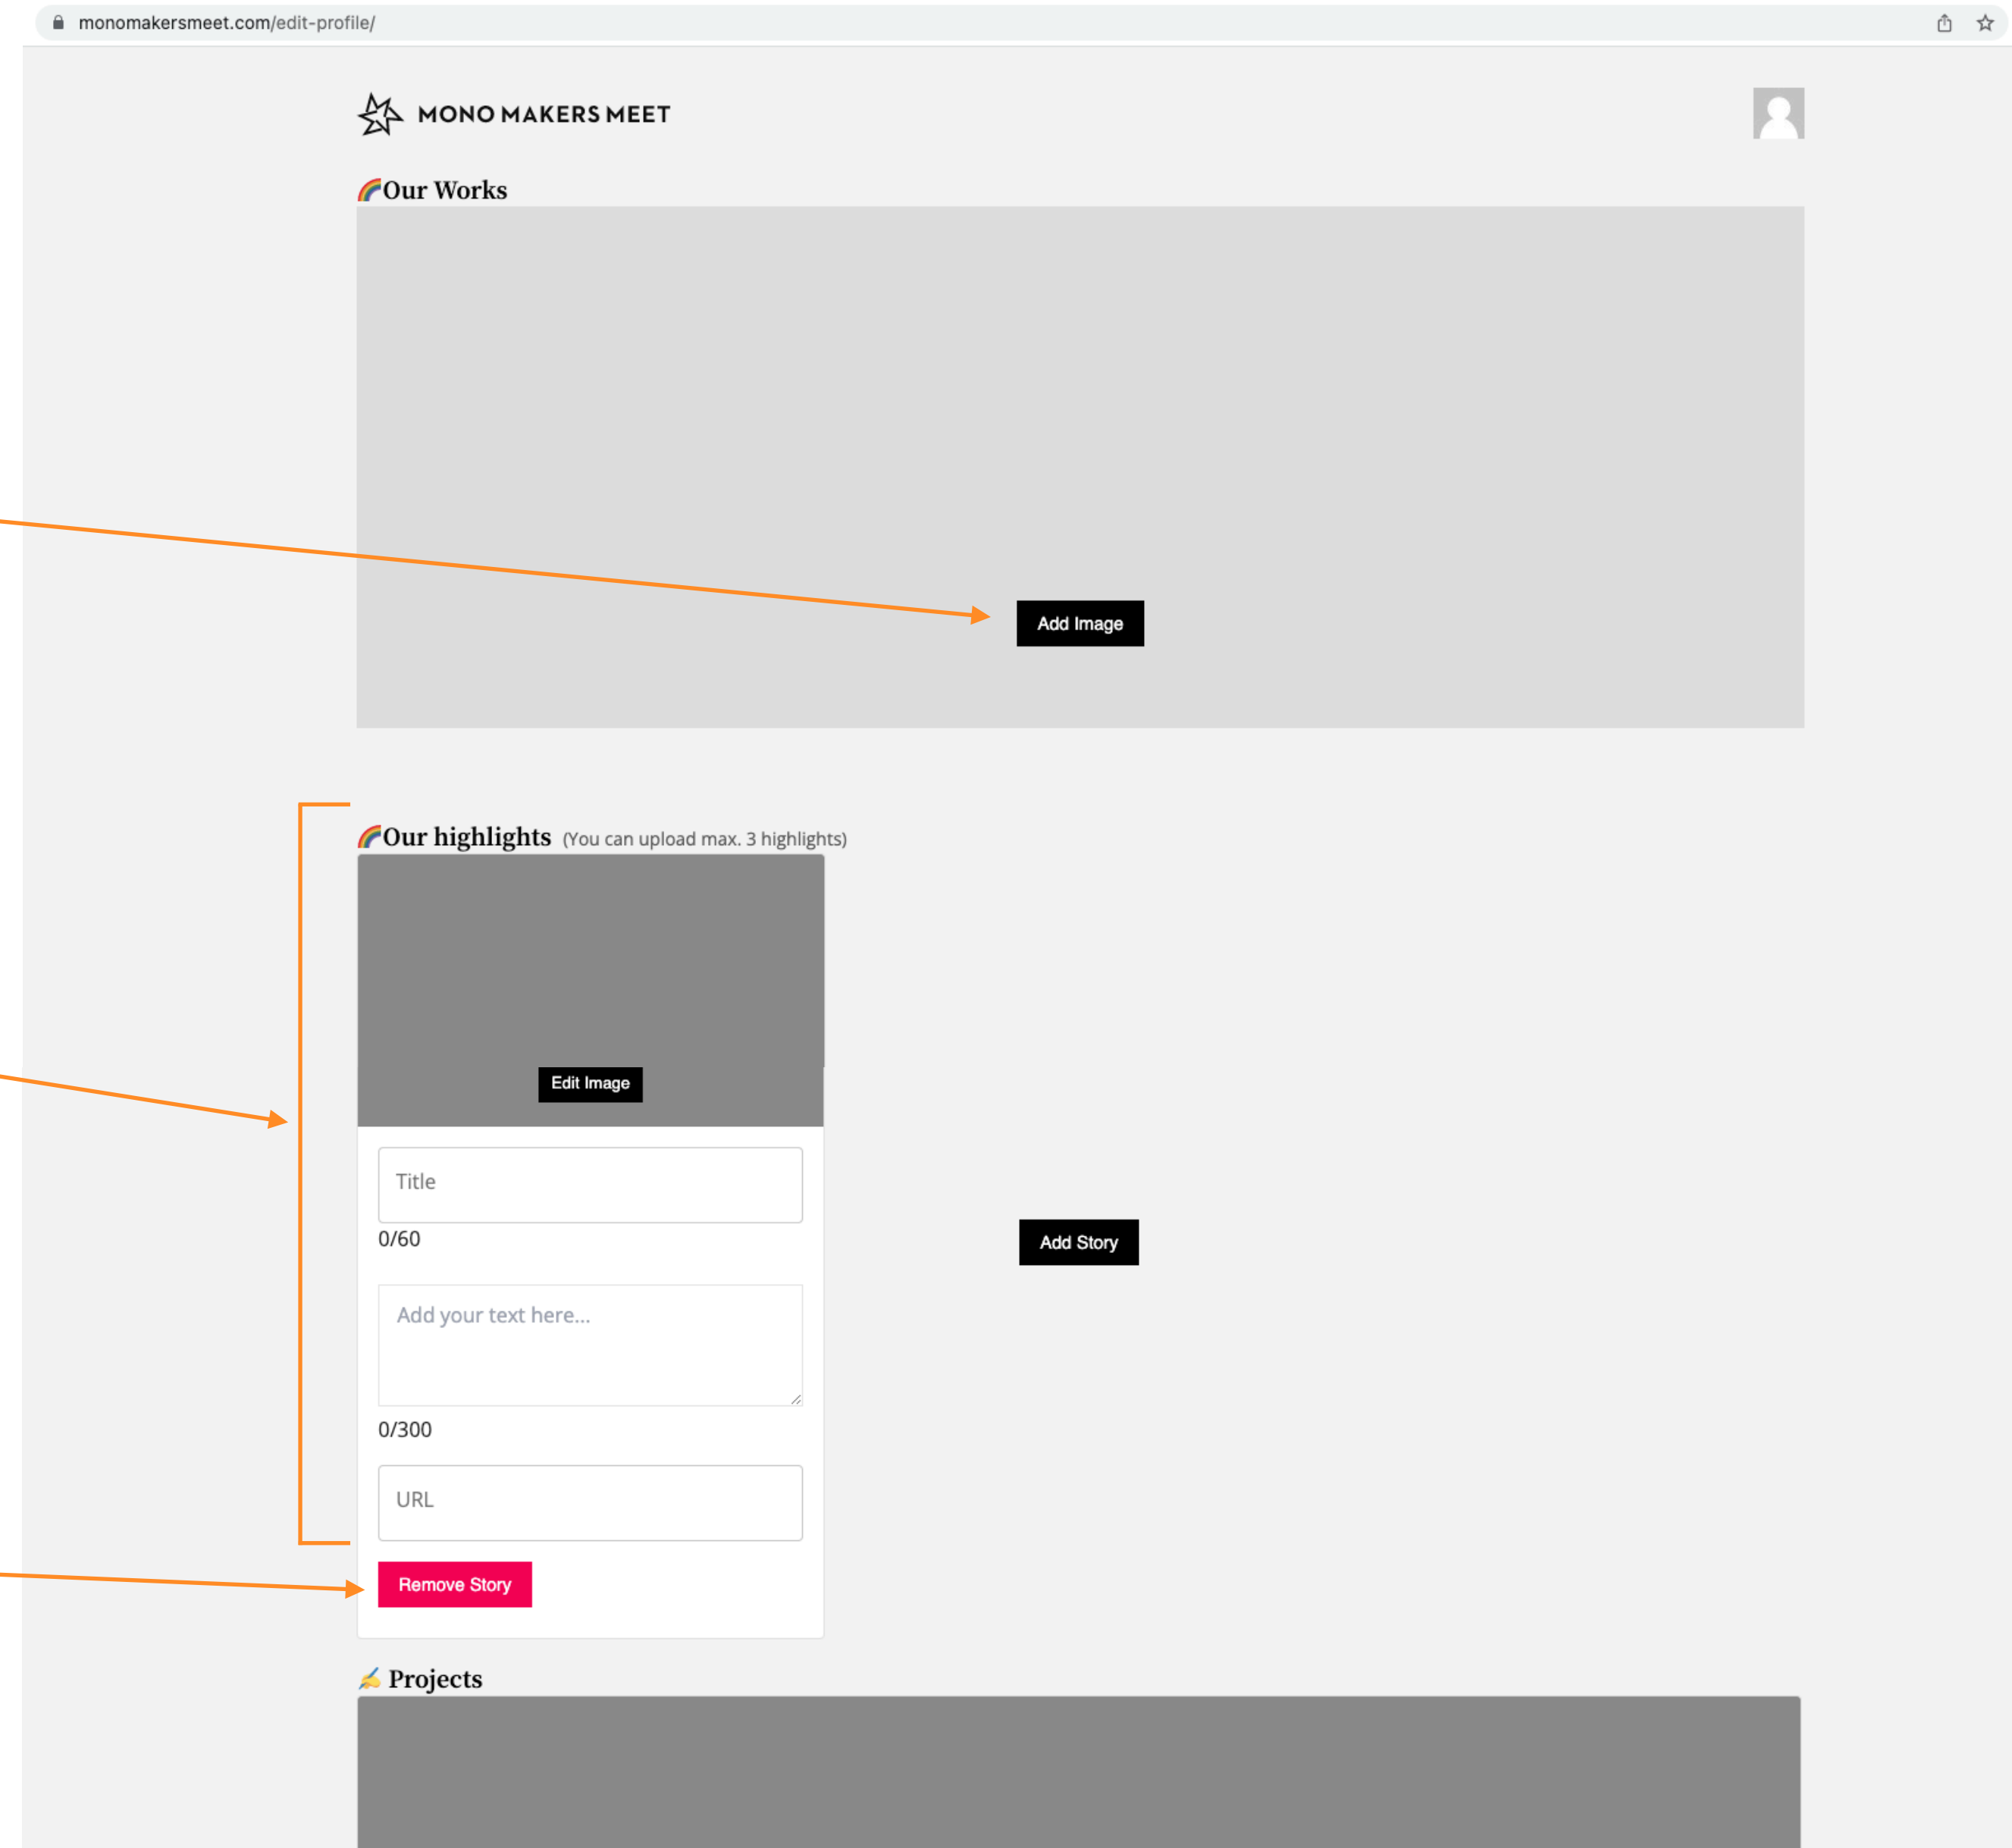 monomakersmeet.com/edit-profile/
MONO MAKERS MEET
🌈Our Works
Add Image
🌈Our highlights (You can upload max. 3 highlights)
Edit Image
Title
0/60
Add Story
Add your text here...
0/300
URL
Remove Story
✍️ Projects